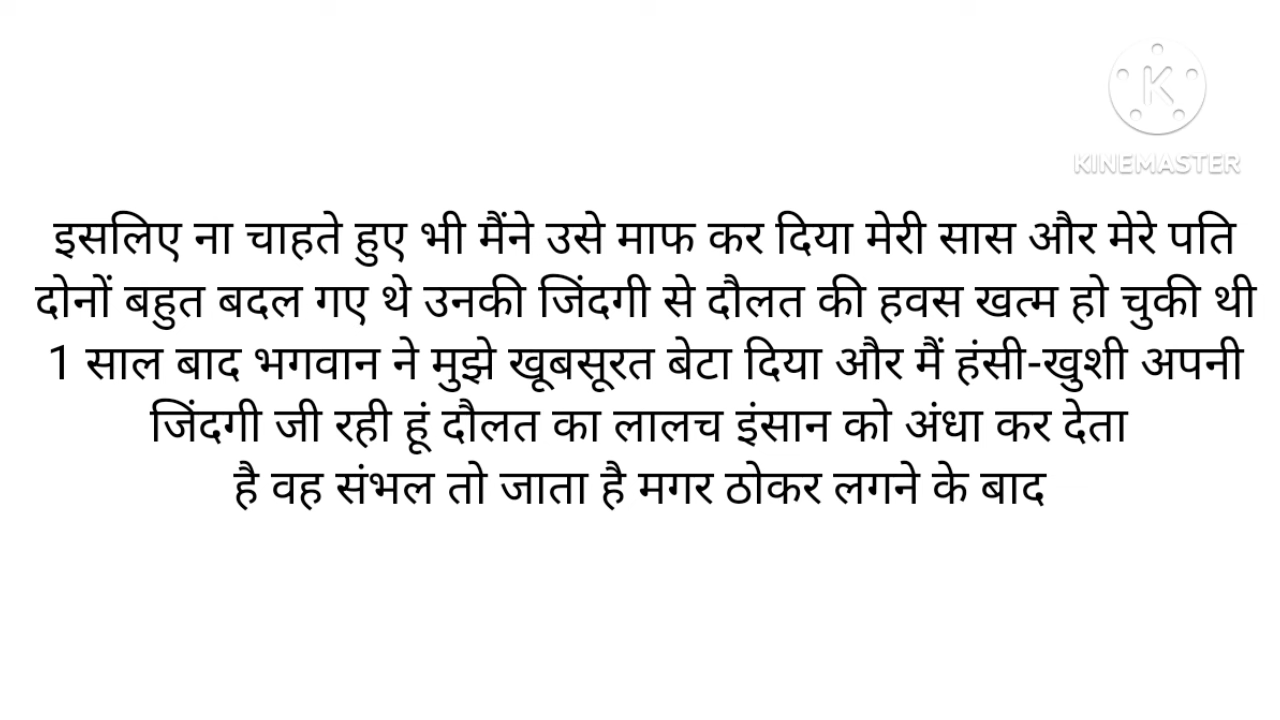 KINEMASTER
इसलिए ना चाहते हुए भी मैंने उसे माफ कर दिया मेरी सास और मेरे पति
दोनों बहुत बदल गए थे उनकी जिंदगी से दौलत की हवस खत्म हो चुकी थी
1 साल बाद भगवान ने मुझे खूबसूरत बेटा दिया और मैं हंसी-खुशी अपनी
जिंदगी जी रही हूं दौलत का लालच इंसान को अंधा कर देता
है वह संभल तो जाता है मगर ठोकर लगने के बाद